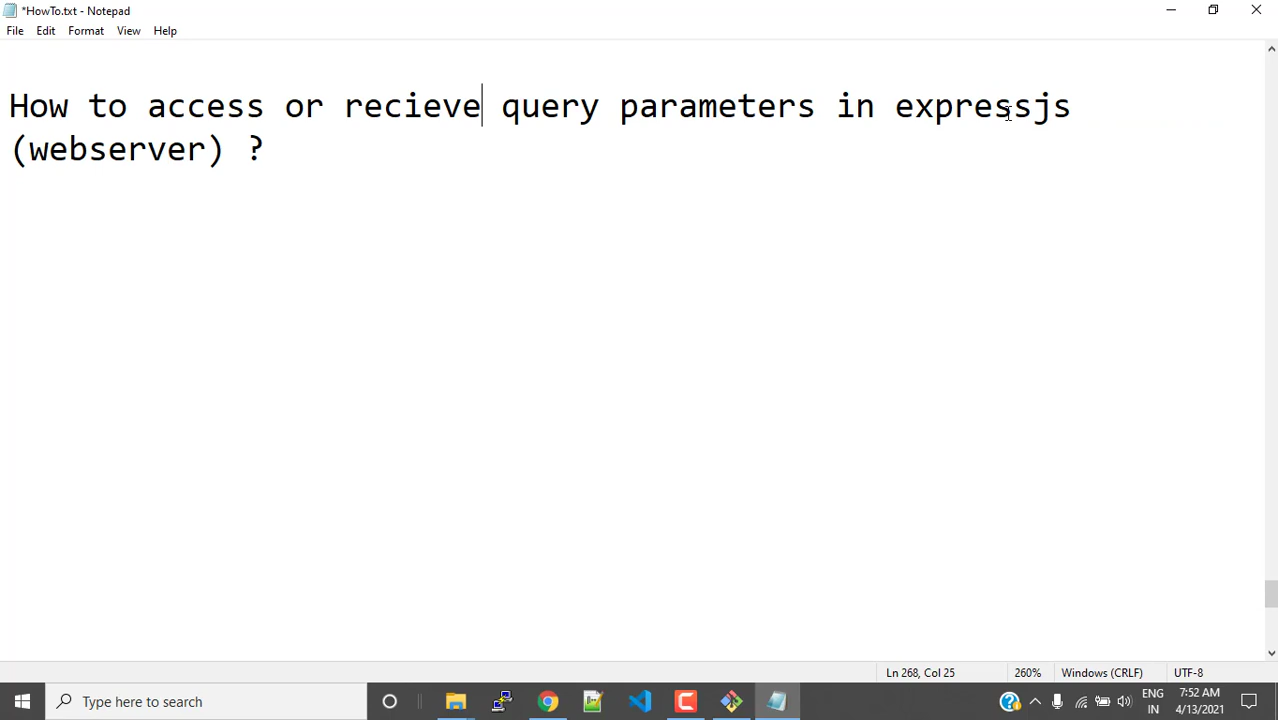 *HowTo.txt - Notepad
File Edit Format View Help
How to access or recieve query parameters in expressjs
(webserver) ?
Ln 268, Col 25 260% Windows (CRLF) UTF-8
Type here to search
ENG
IN
7:52 AM
4/13/2021